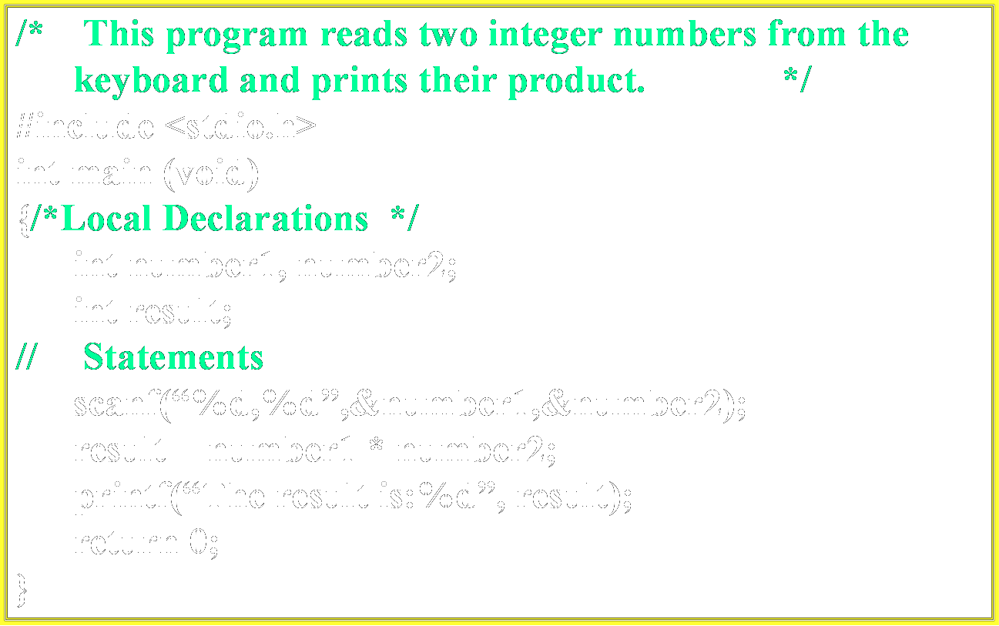 /* This program reads two integer numbers from the
keyboard and prints their product. */
#include <stdio.h>
int main (void)
{/*Local Declarations */
int number1, number2;
int result;
// Statements
scanf(“%d,%d”,&number1,&number2);
result = number1 * number2;
printf(“The result is:%d”, result);
return 0;
}